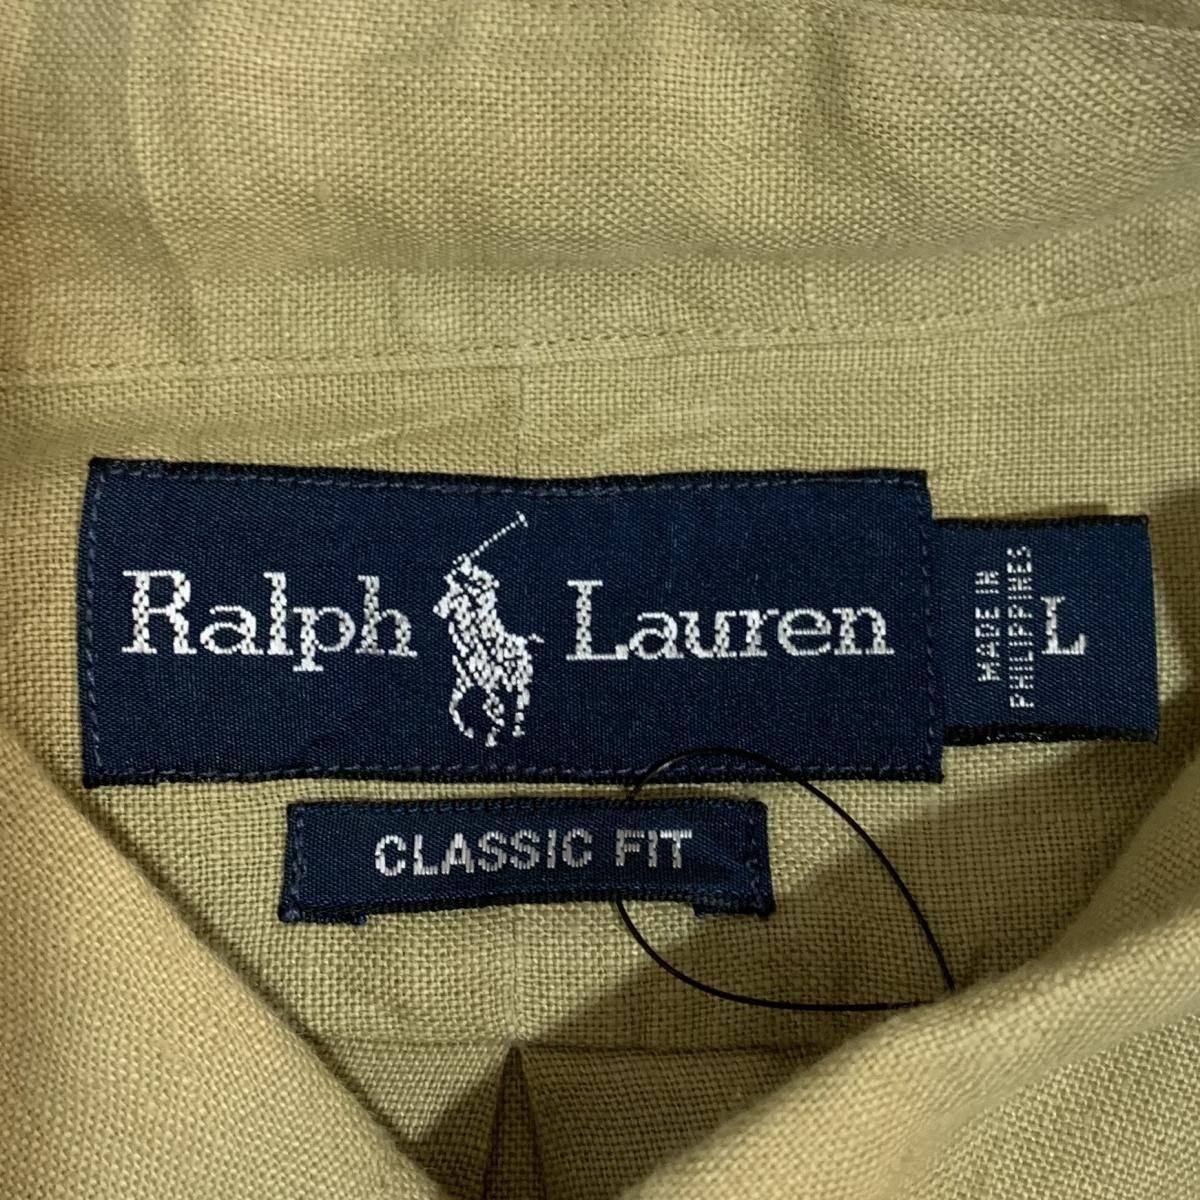 Ralph Lauren
MADE IN
PHILIPPINES
L
CLASSIC FIT